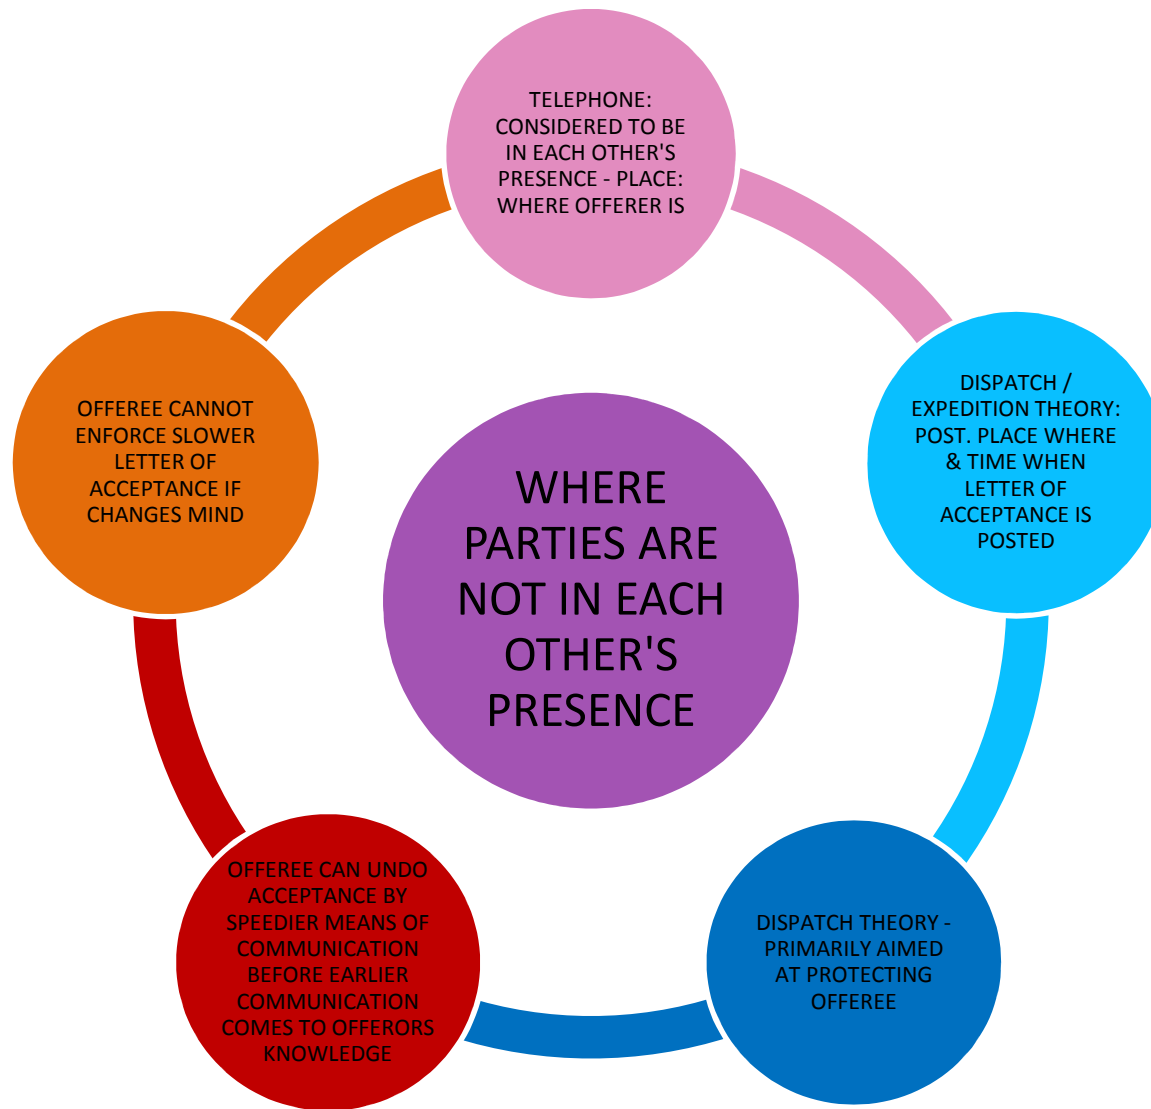 TELEPHONE:
CONSIDERED TO BE
IN EACH OTHER'S
PRESENCE - PLACE:
WHERE OFFERER IS
DISPATCH /
EXPEDITION THEORY:
POST. PLACE WHERE
& TIME WHEN
LETTER OF
ACCEPTANCE IS
POSTED
DISPATCH THEORY -
PRIMARILY AIMED
AT PROTECTING
OFFEREE
OFFEREE CAN UNDO
ACCEPTANCE BY
SPEEDIER MEANS OF
COMMUNICATION
BEFORE EARLIER
COMMUNICATION
COMES TO OFFERORS
KNOWLEDGE
OFFEREE CANNOT
ENFORCE SLOWER
LETTER OF
ACCEPTANCE IF
CHANGES MIND
WHERE
PARTIES ARE
NOT IN EACH
OTHER'S
PRESENCE